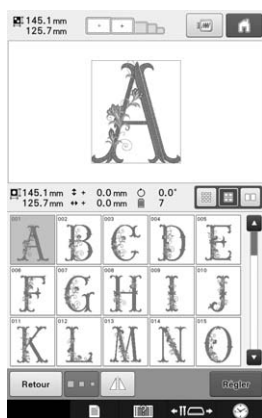 145.1 mm
125.7 mm
A
145.1 mm + 0.0 mm 0.0°
125.7 mm + 0.0 mm 7
001 002 003 004 005
A B C D E
006 007 008 009 010
F G H I J
011 012 013 014 015
K L M N O
Retour Régler